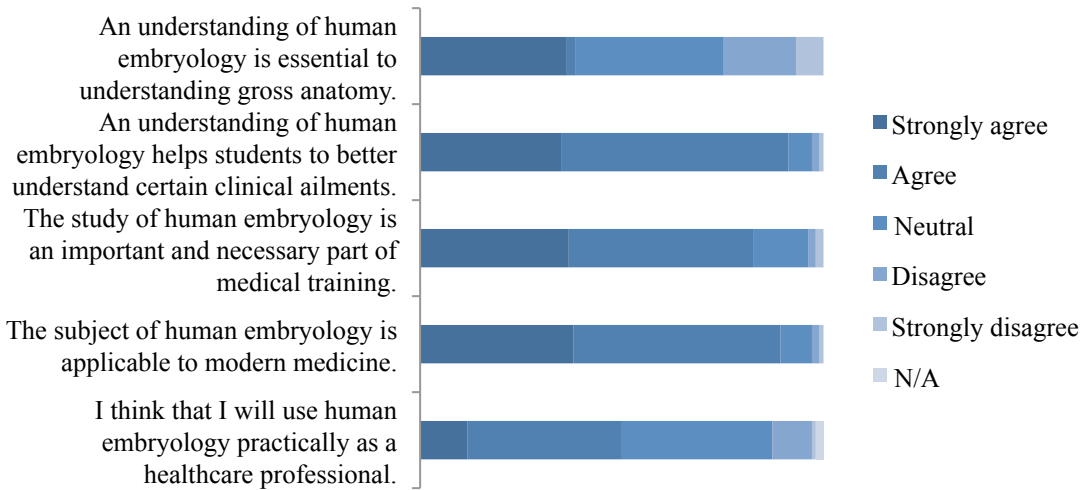 An understanding of human
embryology is essential to
understanding gross anatomy.
An understanding of human
embryology helps students to better
understand certain clinical ailments.
The study of human embryology is
an important and necessary part of
medical training.
The subject of human embryology is
applicable to modern medicine.
I think that I will use human
embryology practically as a
healthcare professional.
Strongly agree
Agree
Neutral
Disagree
Strongly disagree
N/A